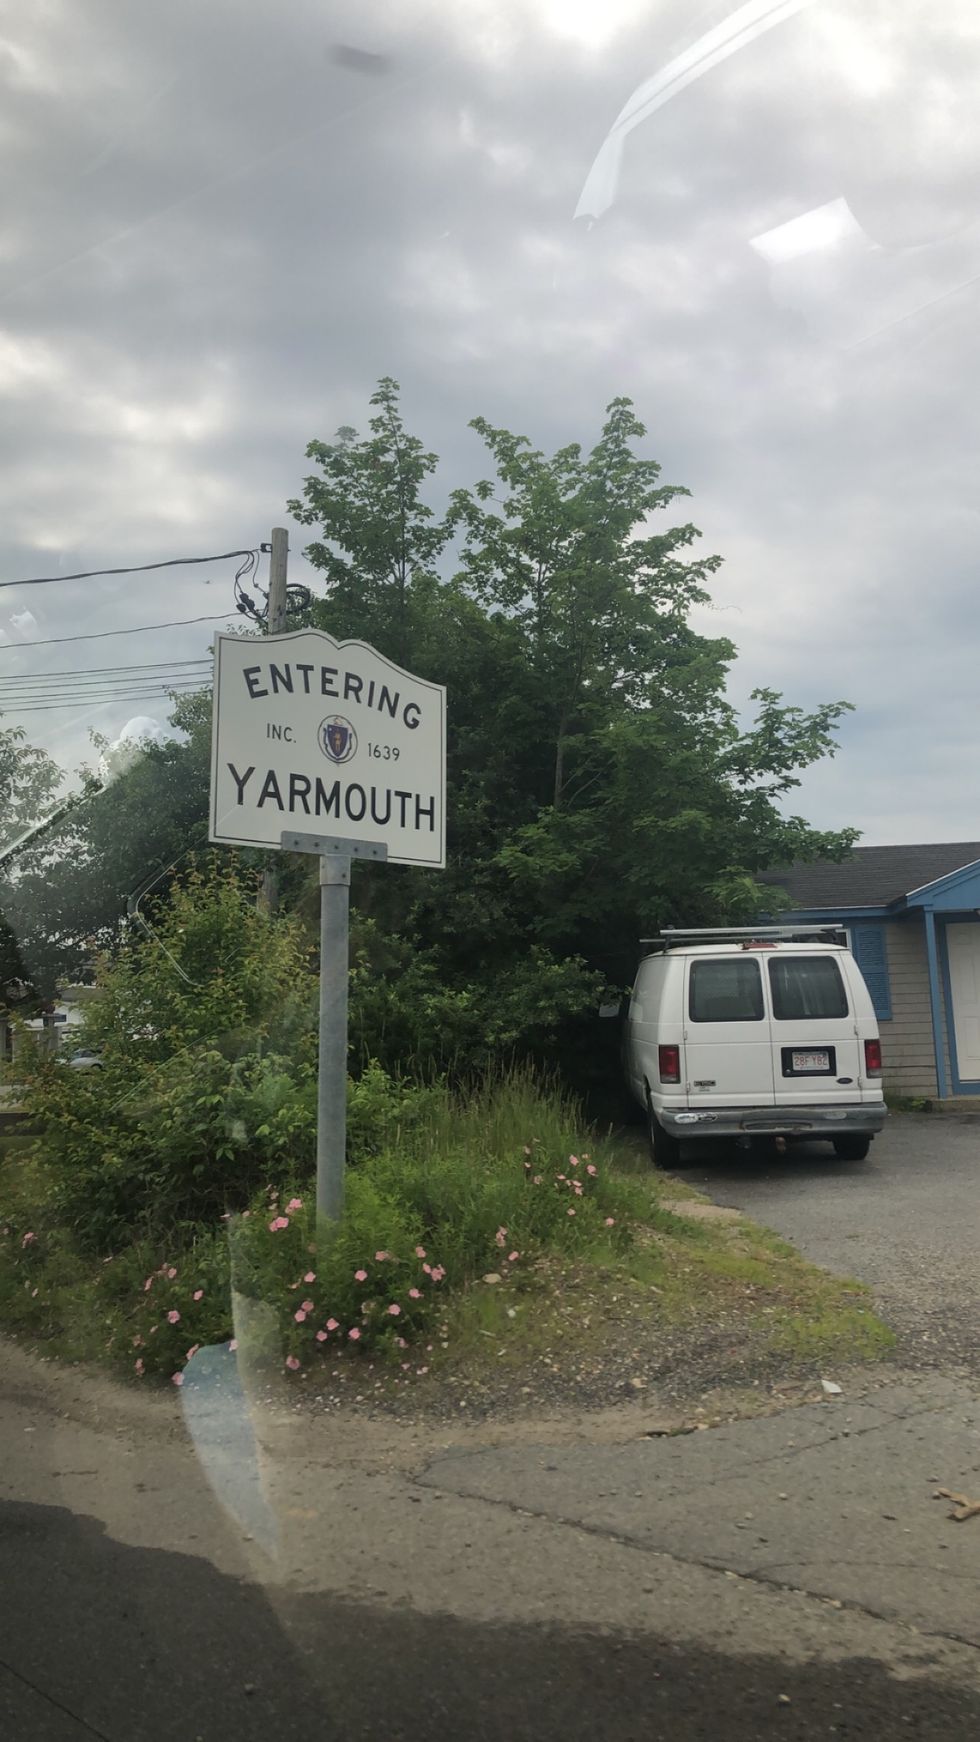 ENTERING
INC. 1639
YARMOUTH